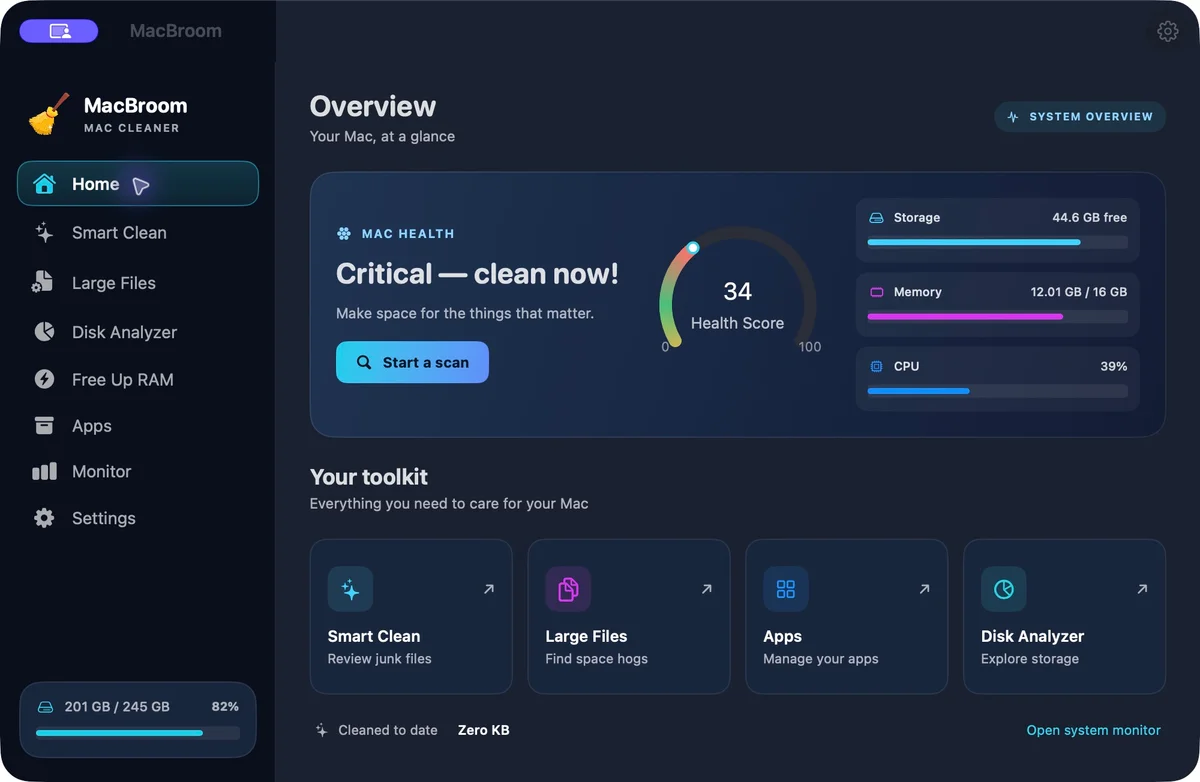 MacBroom
MacBroom
MAC CLEANER
Home
Smart Clean
Large Files
Disk Analyzer
Free Up RAM
Apps
Monitor
Settings
201 GB / 245 GB 82%
Overview
Your Mac, at a glance
SYSTEM OVERVIEW
MAC HEALTH
Critical — clean now!
Make space for the things that matter.
Start a scan
34
Health Score
0 100
Storage 44.6 GB free
Memory 12.01 GB / 16 GB
CPU 39%
Your toolkit
Everything you need to care for your Mac
Smart Clean
Review junk files
Large Files
Find space hogs
Apps
Manage your apps
Disk Analyzer
Explore storage
Cleaned to date Zero KB
Open system monitor